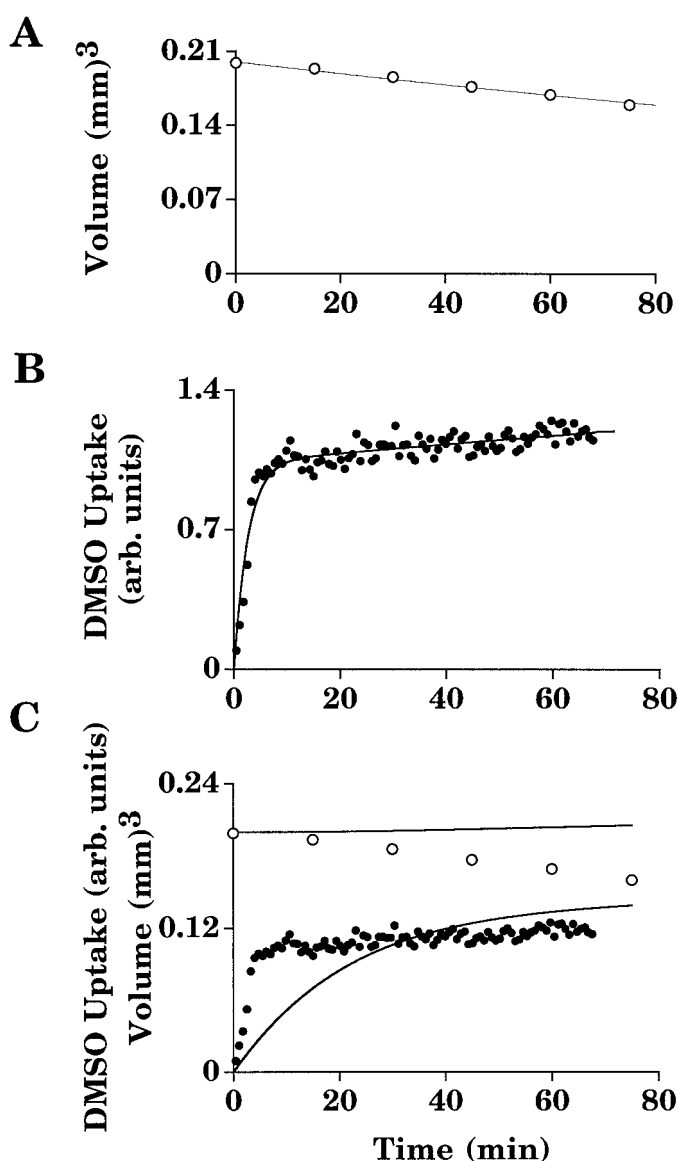 A
Volume (mm)3
0.21
0.14
0.07
0
0 20 40 60 80
B
DMSO Uptake
(arb. units)
1.4
0.7
0
0 20 40 60 80
C
DMSO Uptake (arb. units)
Volume (mm)3
0.24
0.12
0
0 20 40 60 80
Time (min)